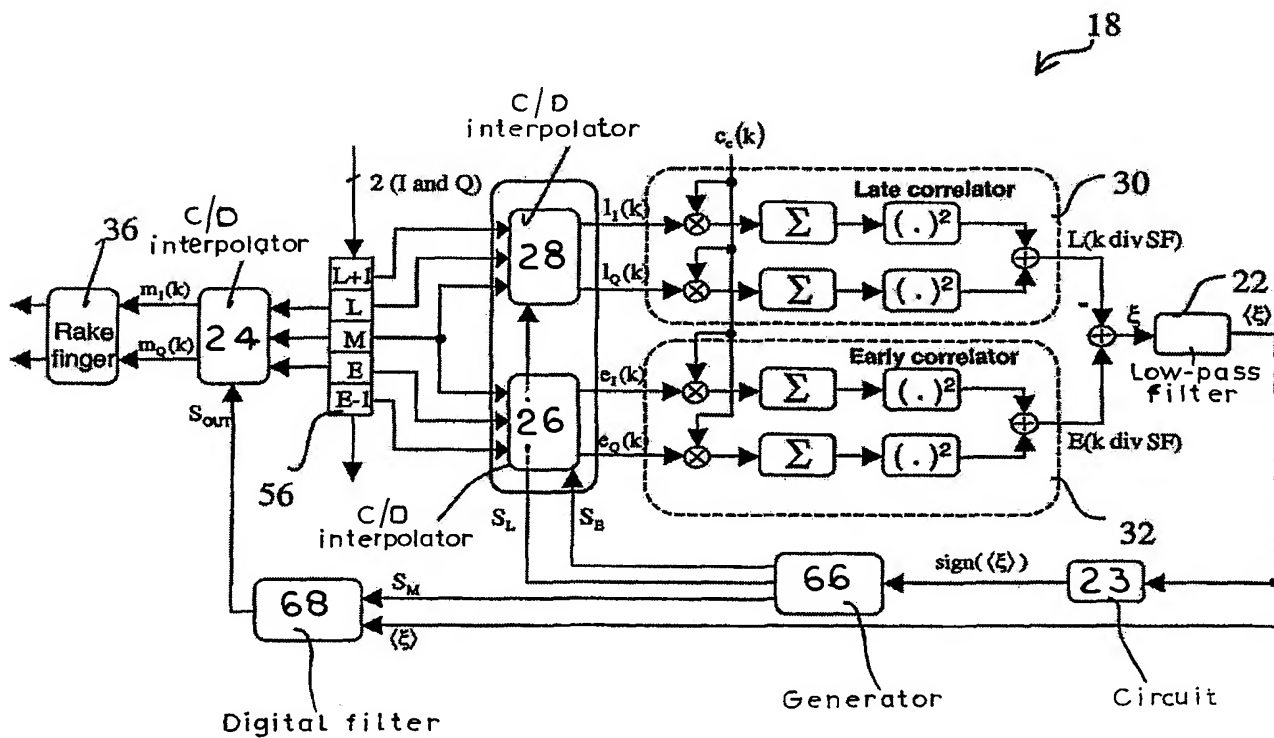 18
C/D
interpolator
c_c(k)
2 (I and Q)
C/D
interpolator
36
Late correlator
30
l_I(k)
Σ
(.)²
L(k div SF)
28
L+1
L
M
E
E-1
m_I(k)
24
Rake
finger
m_Q(k)
l_Q(k)
Σ
(.)²
-
ξ
22
⟨ξ⟩
Low-pass
filter
Early correlator
e_I(k)
Σ
(.)²
26
S_OUT
e_Q(k)
Σ
(.)²
E(k div SF)
56
C/D
interpolator
S_L
S_E
32
sign(⟨ξ⟩)
66
23
68
S_M
⟨ξ⟩
Generator
Circuit
Digital filter